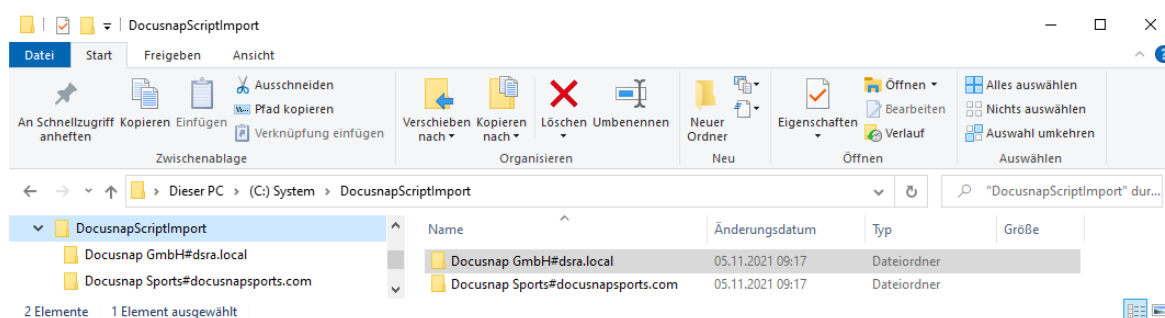 DocusnapScriptImport
Datei Start Freigeben Ansicht
An Schnellzugriff anheften Kopieren Einfügen Ausschneiden Pfad kopieren Verknüpfung einfügen
Verschieben nach Kopieren nach Löschen Umbenennen
Neuer Ordner
Eigenschaften Öffnen Bearbeiten Verlauf
Alles auswählen Nichts auswählen Auswahl umkehren
Zwischenablage Organisieren Neu Öffnen Auswählen
Dieser PC > (C:) System > DocusnapScriptImport "DocusnapScriptImport" dur...
DocusnapScriptImport
Docusnap GmbH#dsra.local
Docusnap Sports#docusnapsports.com
Name Änderungsdatum Typ Größe
Docusnap GmbH#dsra.local 05.11.2021 09:17 Dateiordner
Docusnap Sports#docusnapsports.com 05.11.2021 09:17 Dateiordner
2 Elemente 1 Element ausgewählt